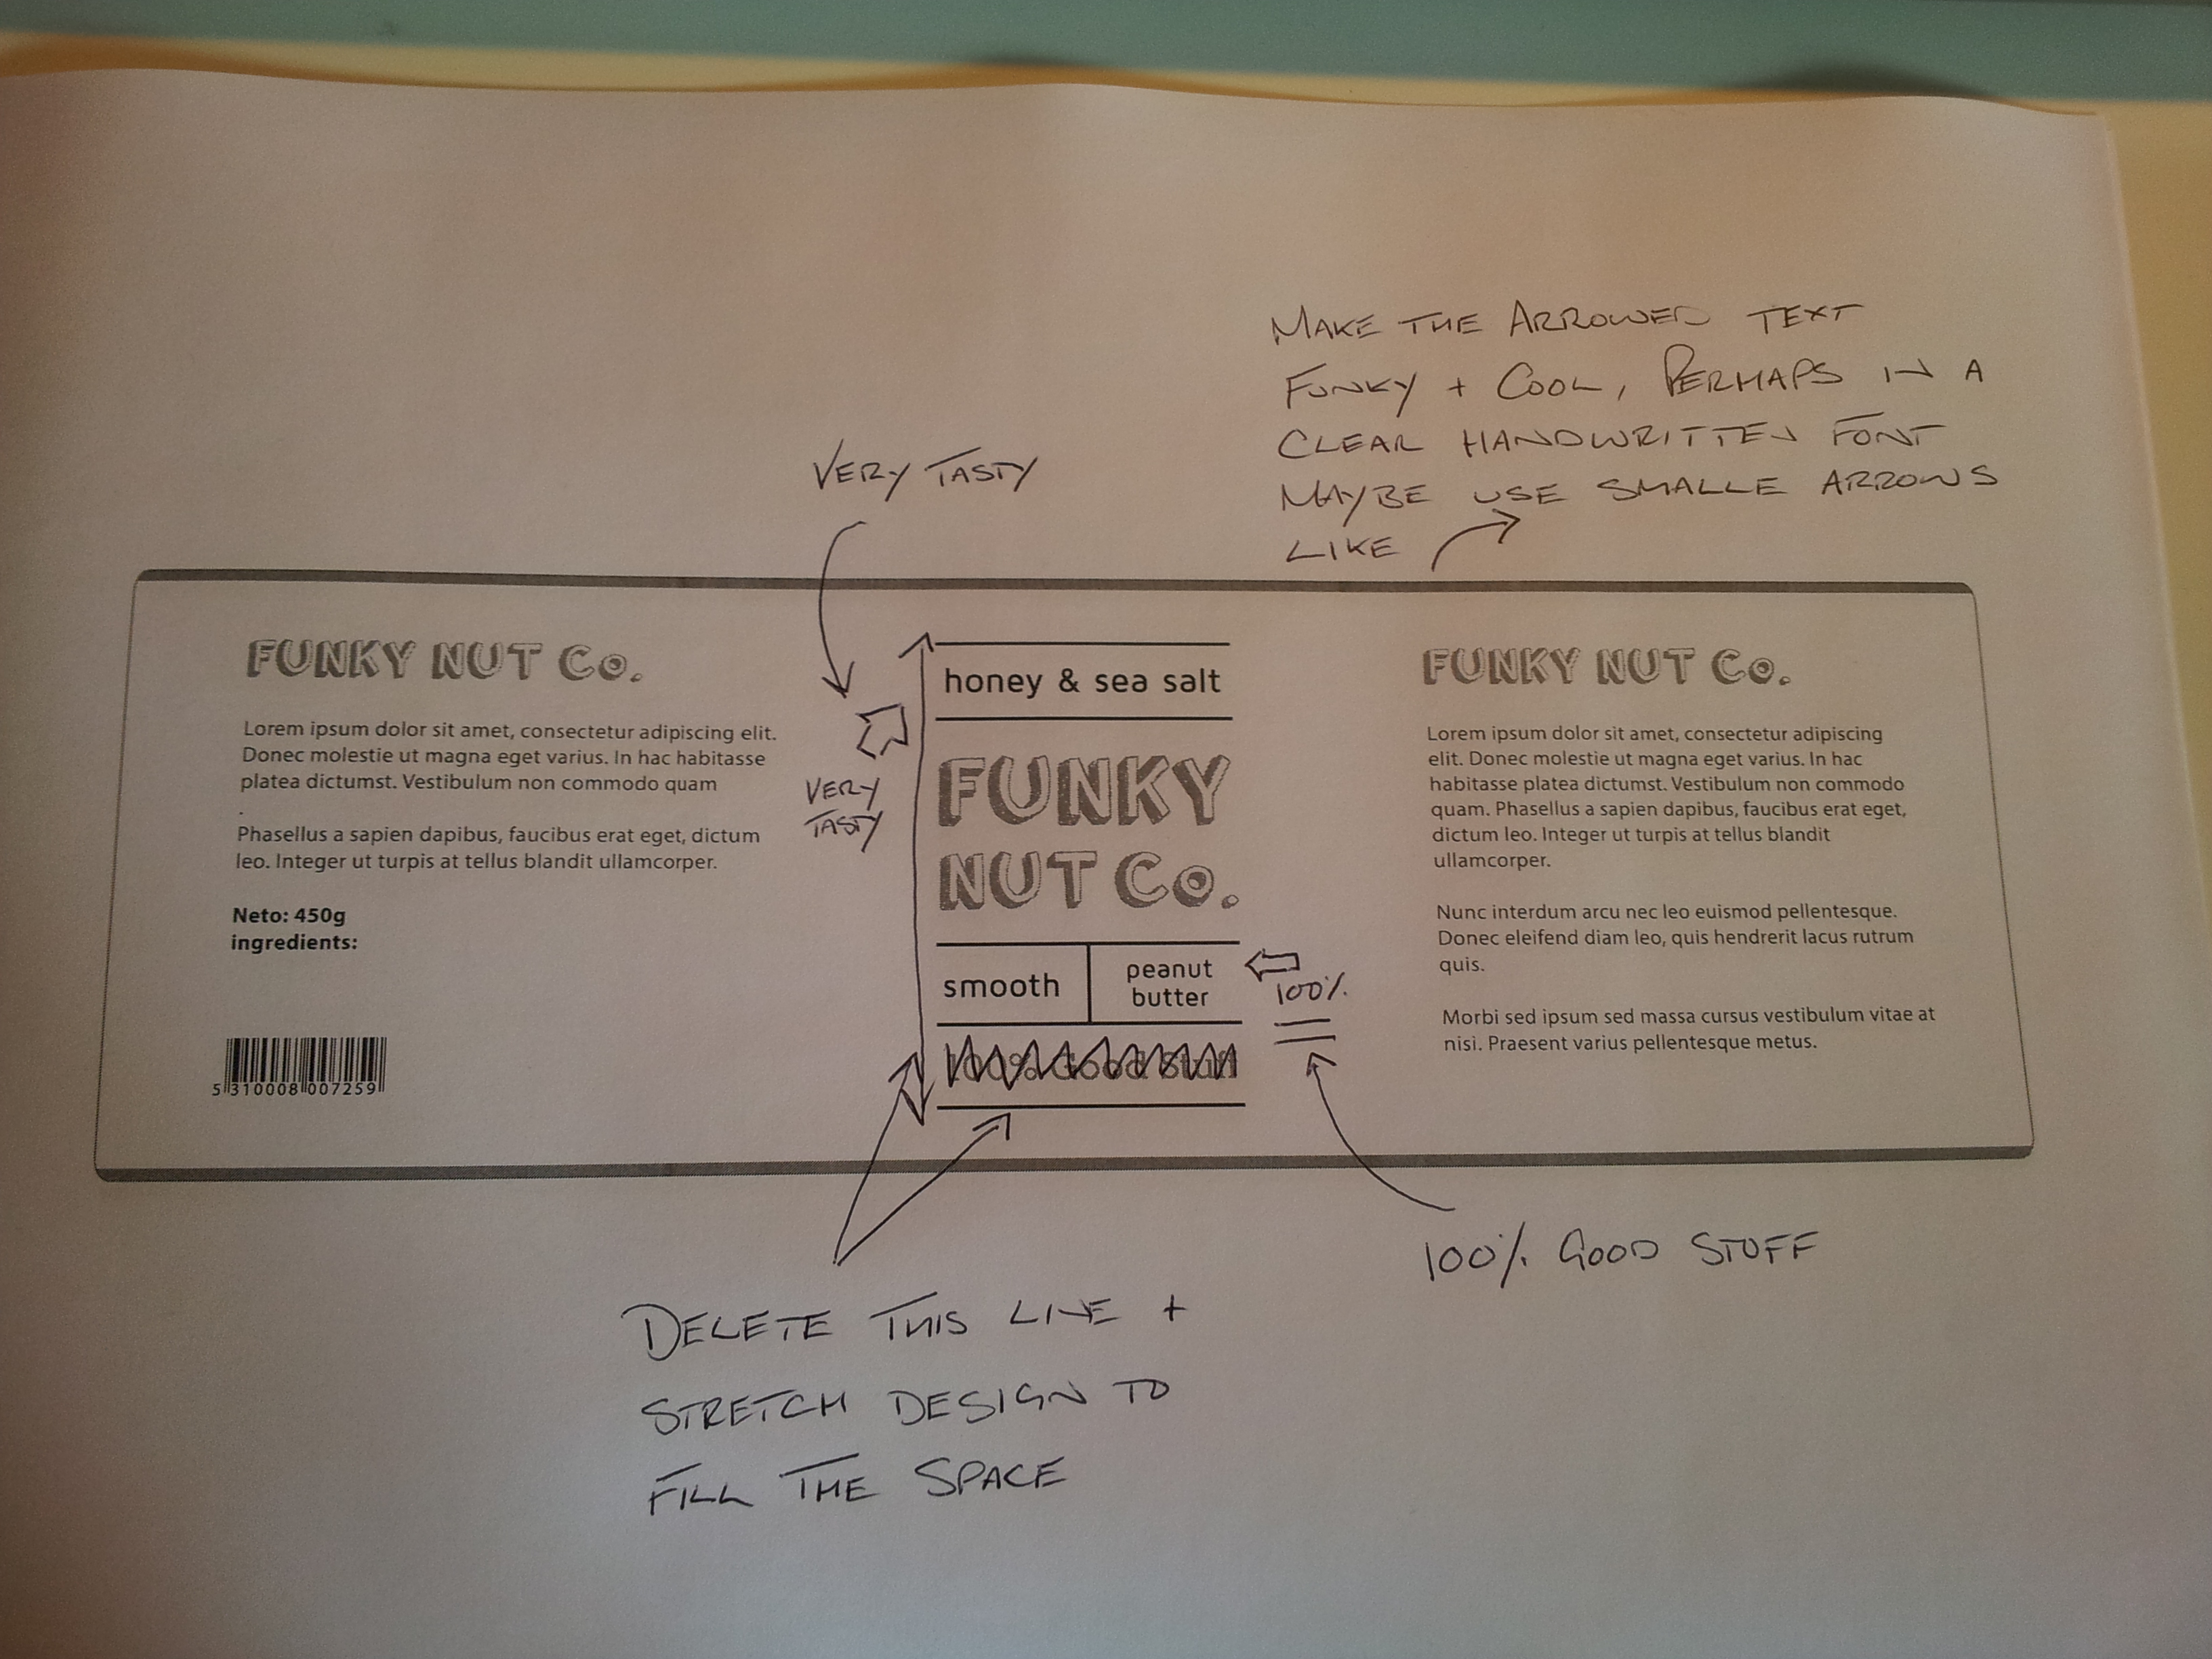 MAKE THE ARROWED TEXT
FUNKY + COOL, PERHAPS IN A
CLEAR HANDWRITTEN FONT
MAYBE USE SMALLE ARROWS
LIKE
VERY TASTY
FUNKY NUT Co.
Lorem ipsum dolor sit amet, consectetur adipiscing elit.
Donec molestie ut magna eget varius. In hac habitasse
platea dictumst. Vestibulum non commodo quam
.
Phasellus a sapien dapibus, faucibus erat eget, dictum
leo. Integer ut turpis at tellus blandit ullamcorper.
Neto: 450g
ingredients:
5 310008 007259
VERY
TASTY
honey & sea salt
FUNKY
NUT Co.
smooth
peanut
butter
100% Good Stuff
100%
FUNKY NUT Co.
Lorem ipsum dolor sit amet, consectetur adipiscing
elit. Donec molestie ut magna eget varius. In hac
habitasse platea dictumst. Vestibulum non commodo
quam. Phasellus a sapien dapibus, faucibus erat eget,
dictum leo. Integer ut turpis at tellus blandit
ullamcorper.
Nunc interdum arcu nec leo euismod pellentesque.
Donec eleifend diam leo, quis hendrerit lacus rutrum
quis.
Morbi sed ipsum sed massa cursus vestibulum vitae at
nisi. Praesent varius pellentesque metus.
100% GOOD STUFF
DELETE THIS LINE +
STRETCH DESIGN TO
FILL THE SPACE